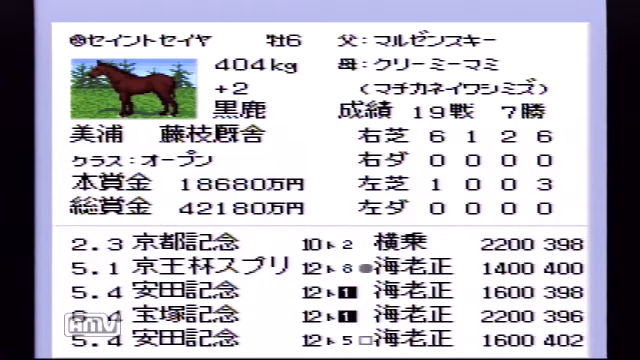 セイントセイヤ 牡6 父:マルゼンスキー
404kg 母:クリーミーマミ
+2 (マチカネイワシミズ)
黒鹿 成績 19戦 7勝
美浦 藤枝厩舎 右芝 6 1 2 6
クラス:オープン 右ダ 0 0 0 0
本賞金 18680万円 左芝 1 0 0 3
総賞金 42180万円 左ダ 0 0 0 0
2.3 京都記念 10ト2 横乗 2200 398
5.1 京王杯スプリ 12ト8 ●海老正 1400 400
5.4 安田記念 12ト1 海老正 1600 398
6.4 宝塚記念 12ト1 海老正 2200 396
5.4 安田記念 12ト5 □海老正 1600 402
HMV